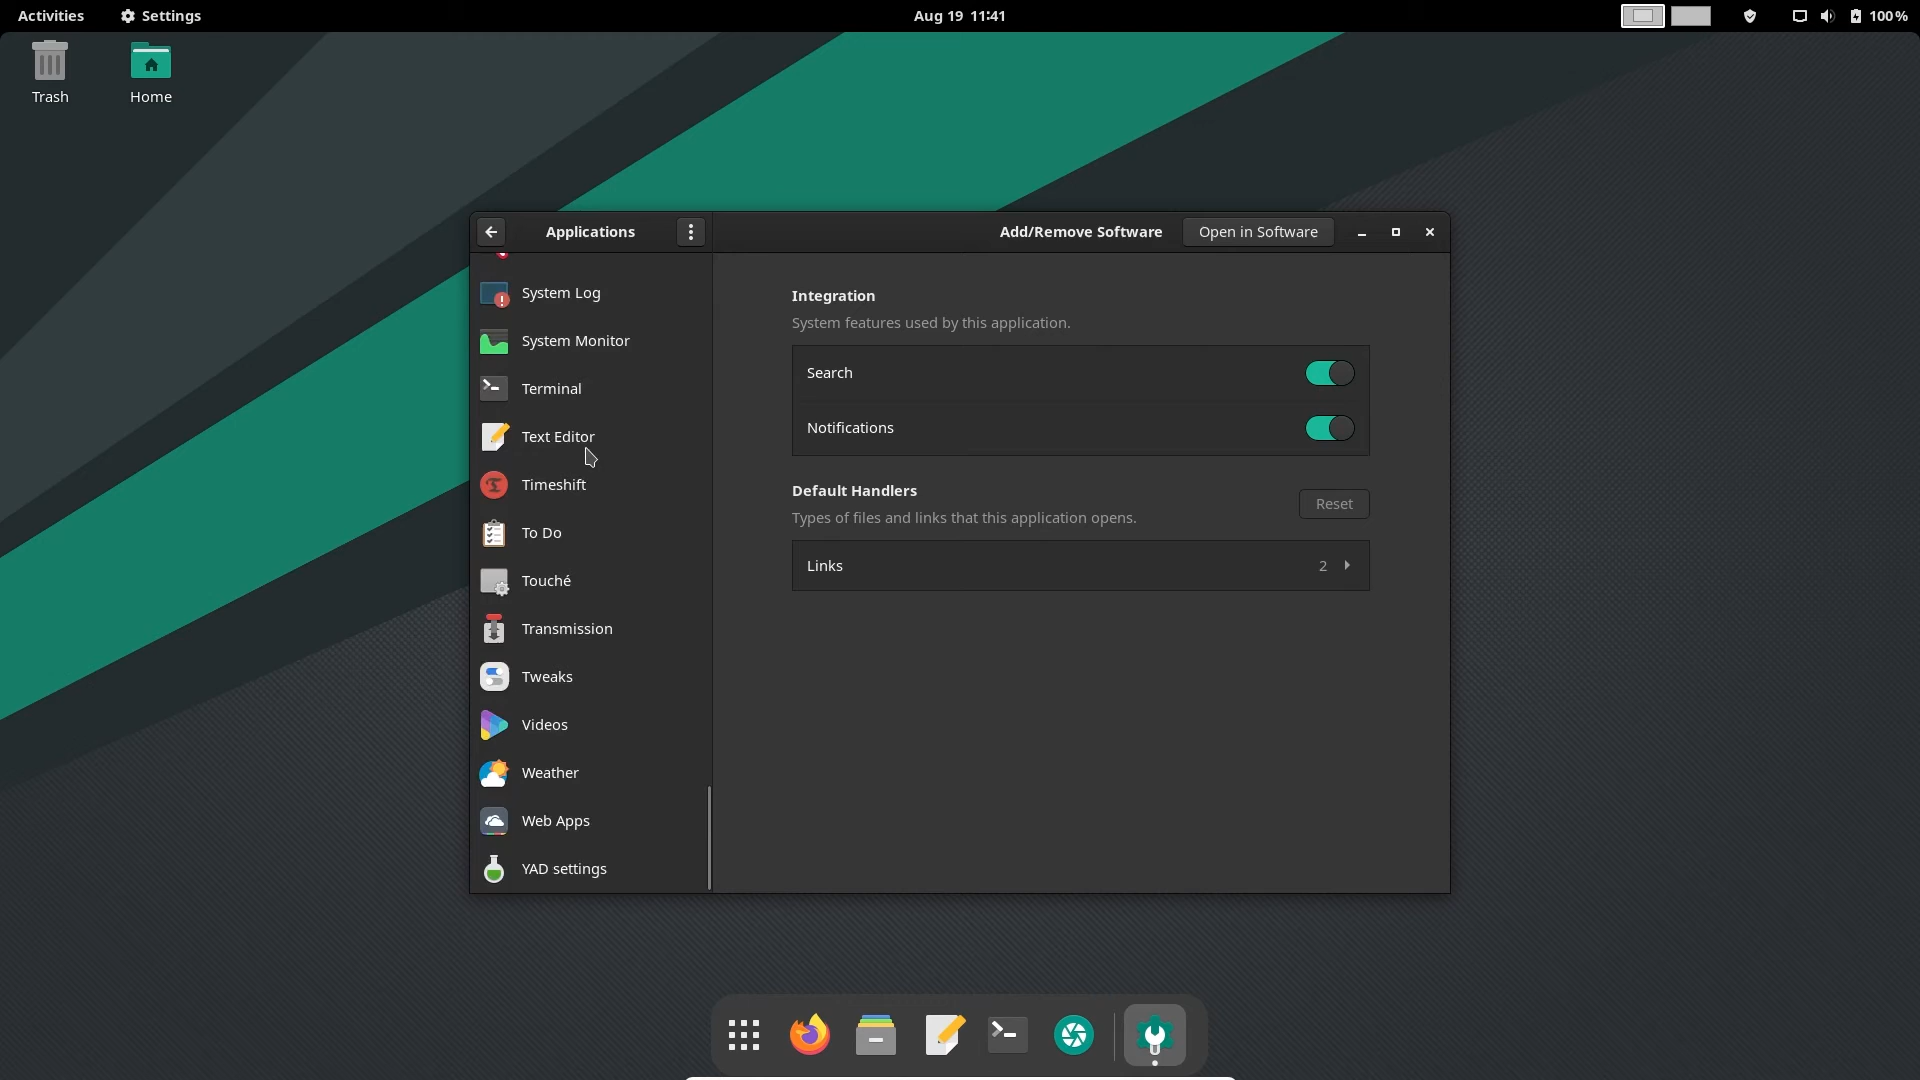 Activities
Settings
Aug 19 11:41
100 %
Trash
Home
Applications
Add/Remove Software
Open in Software
System Log
System Monitor
Terminal
Text Editor
Timeshift
To Do
Touché
Transmission
Tweaks
Videos
Weather
Web Apps
YAD settings
Integration
System features used by this application.
Search
Notifications
Default Handlers
Types of files and links that this application opens.
Reset
Links
2